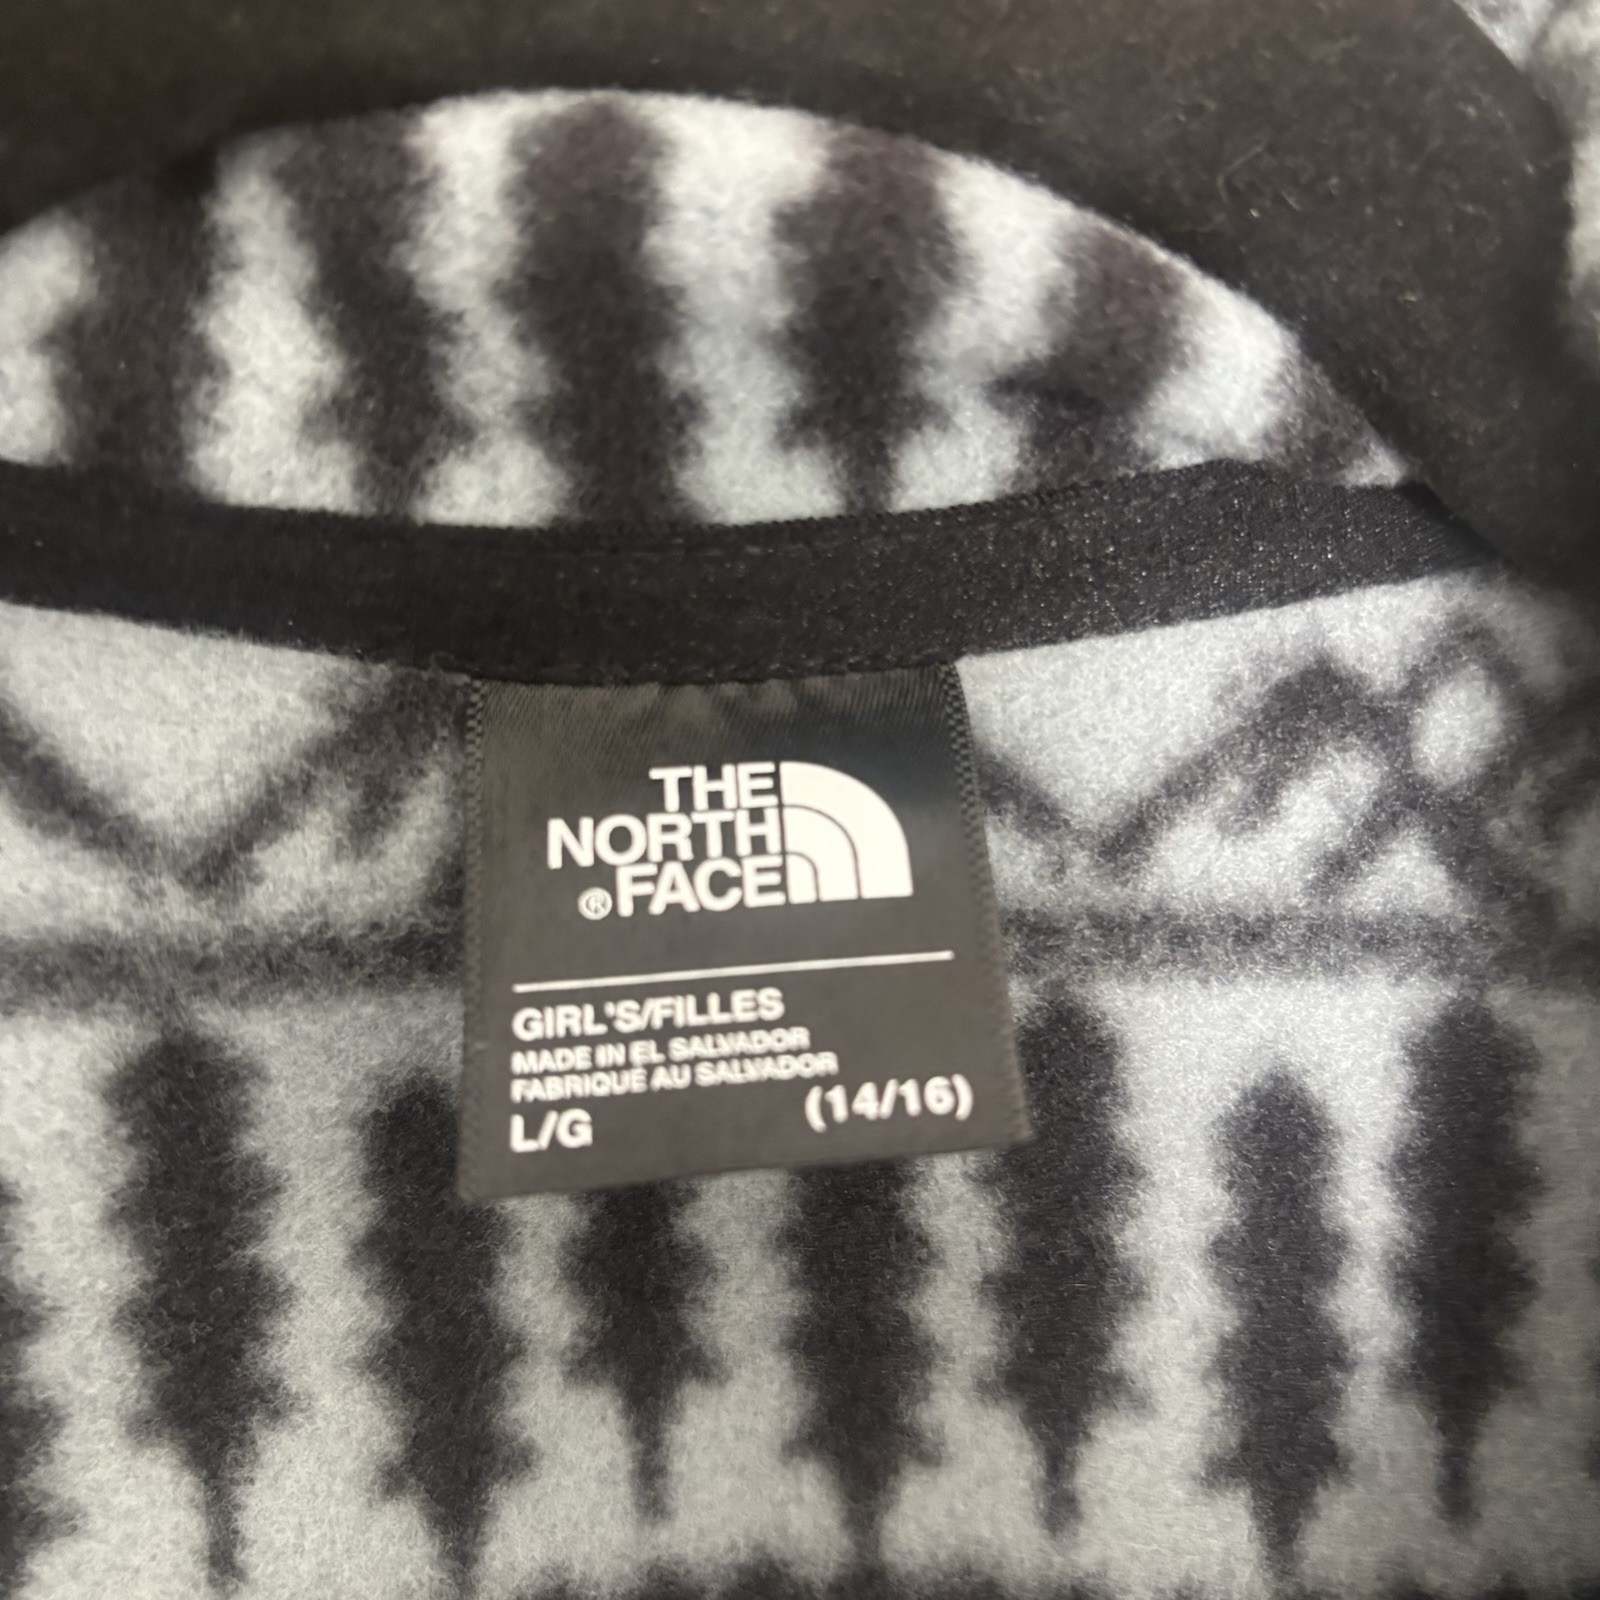 THE
NORTH
®FACE
GIRL'S/FILLES
MADE IN EL SALVADOR
FABRIQUÉ AU SALVADOR
L/G (14/16)